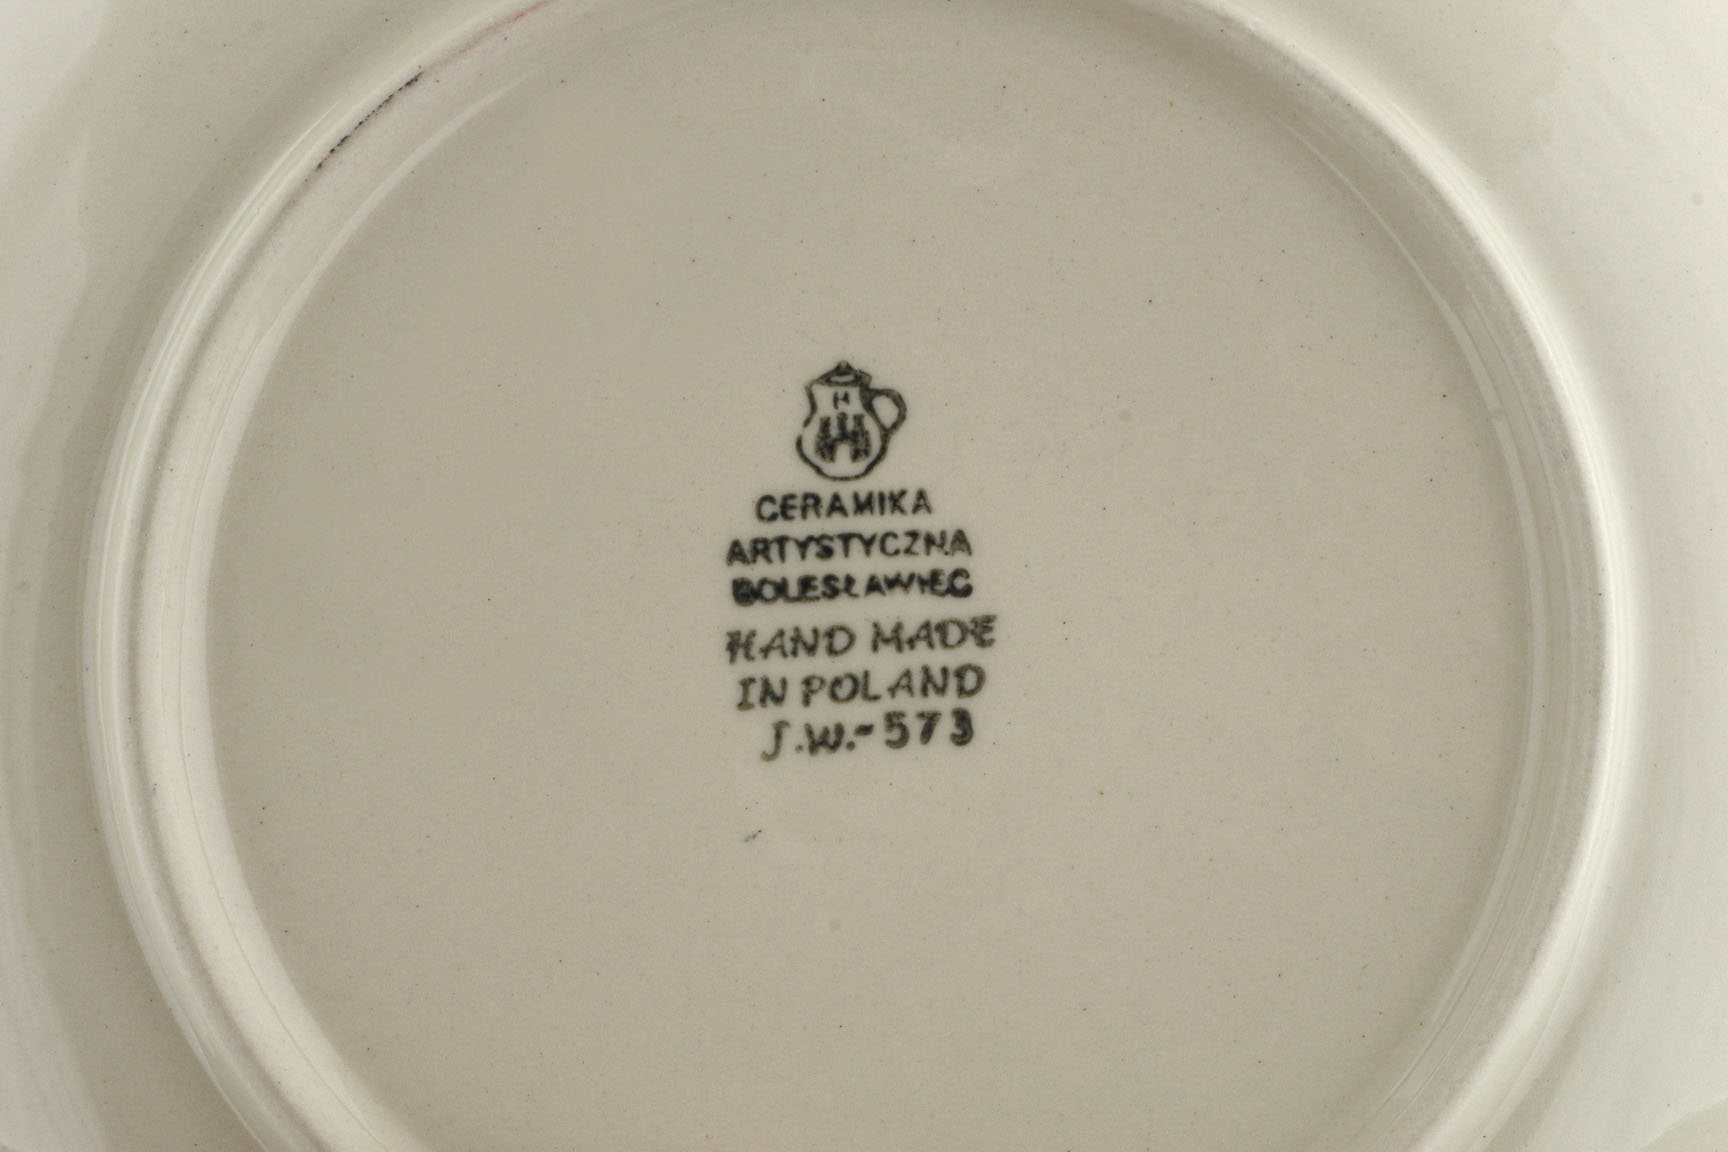 H
CERAMIKA
ARTYSTYCZNA
BOLESŁAWIEC
HAND MADE
IN POLAND
J.W.-573